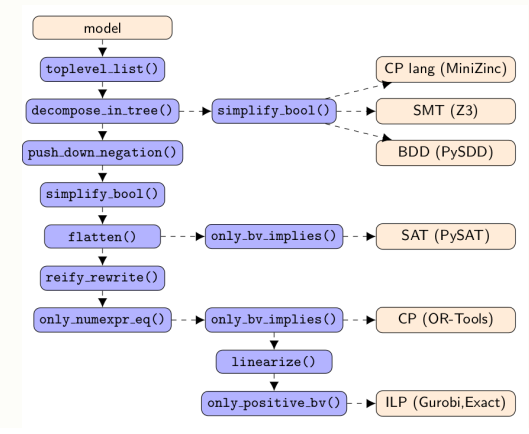 model
toplevel_list()
CP lang (MiniZinc)
decompose_in_tree()
simplify_bool()
SMT (Z3)
push_down_negation()
BDD (PySDD)
simplify_bool()
flatten()
only_bv_implies()
SAT (PySAT)
reify_rewrite()
only_numexpr_eq()
only_bv_implies()
CP (OR-Tools)
linearize()
only_positive_bv()
ILP (Gurobi,Exact)